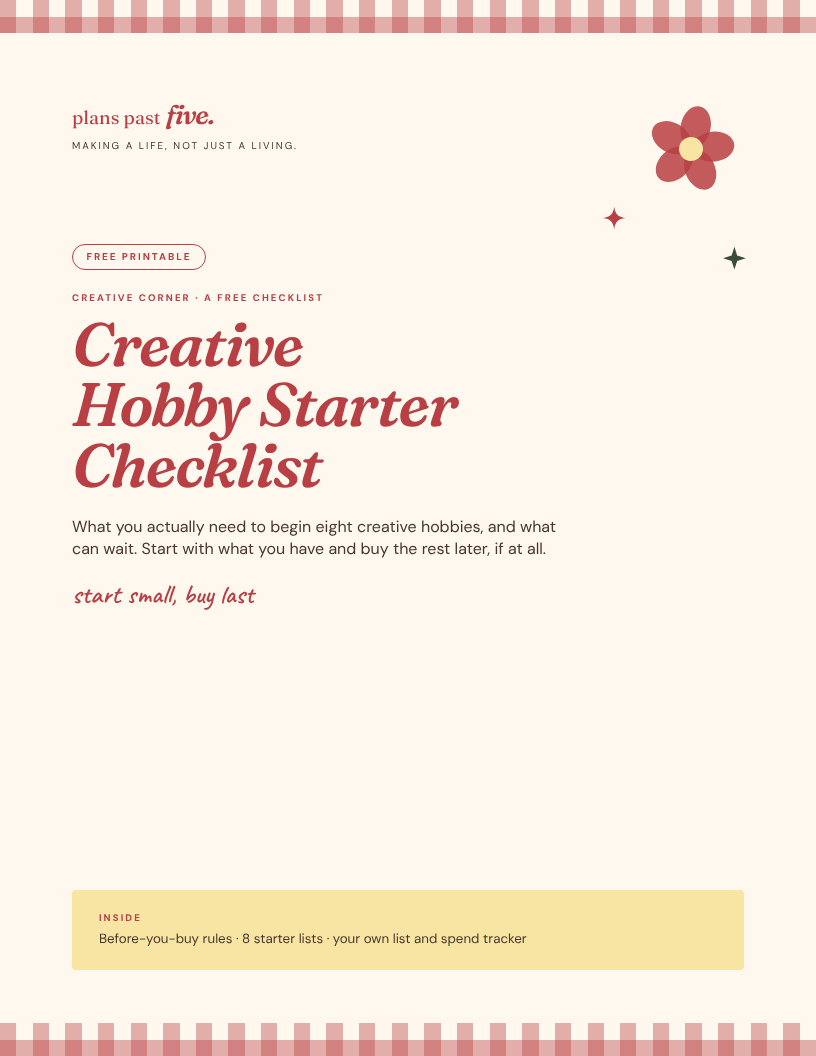 plans past five.
MAKING A LIFE, NOT JUST A LIVING.
FREE PRINTABLE
CREATIVE CORNER · A FREE CHECKLIST
Creative
Hobby Starter
Checklist
What you actually need to begin eight creative hobbies, and what
can wait. Start with what you have and buy the rest later, if at all.
start small, buy last
INSIDE
Before-you-buy rules · 8 starter lists · your own list and spend tracker